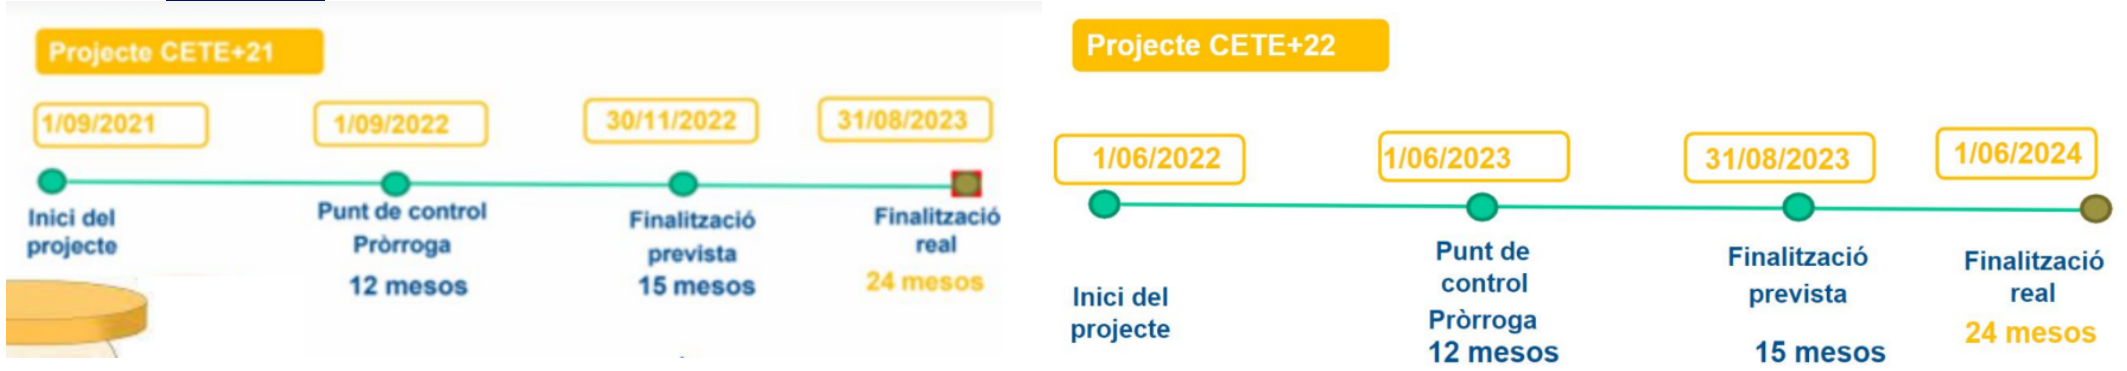 Projecte CETE+21
1/09/2021
1/09/2022
30/11/2022
31/08/2023
Inici del
projecte
Punt de control
Pròrroga
12 mesos
Finalització
prevista
15 mesos
Finalització
real
24 mesos
Projecte CETE+22
1/06/2022
1/06/2023
31/08/2023
1/06/2024
Inici del
projecte
Punt de
control
Pròrroga
12 mesos
Finalització
prevista
15 mesos
Finalització
real
24 mesos